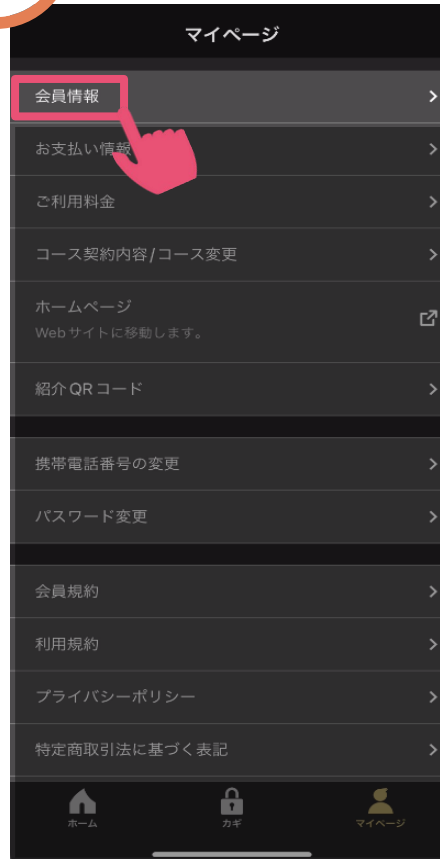 マイページ
会員情報
お支払い情報
ご利用料金
コース契約内容/コース変更
ホームページ
Webサイトに移動します。
紹介QRコード
携帯電話番号の変更
パスワード変更
会員規約
利用規約
プライバシーポリシー
特定商取引法に基づく表記
ホーム
カギ
マイページ